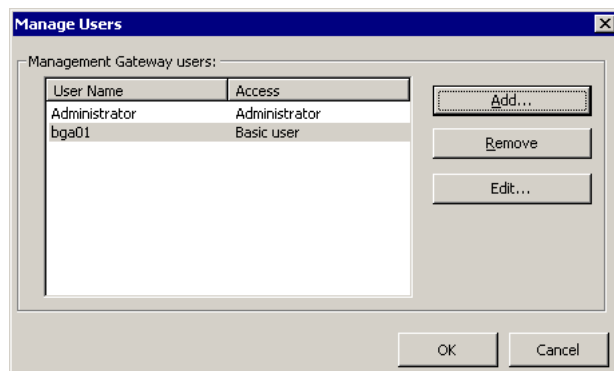 Manage Users
Management Gateway users:
User Name Access
Administrator Administrator
bga01 Basic user
Add...
Remove
Edit...
OK Cancel